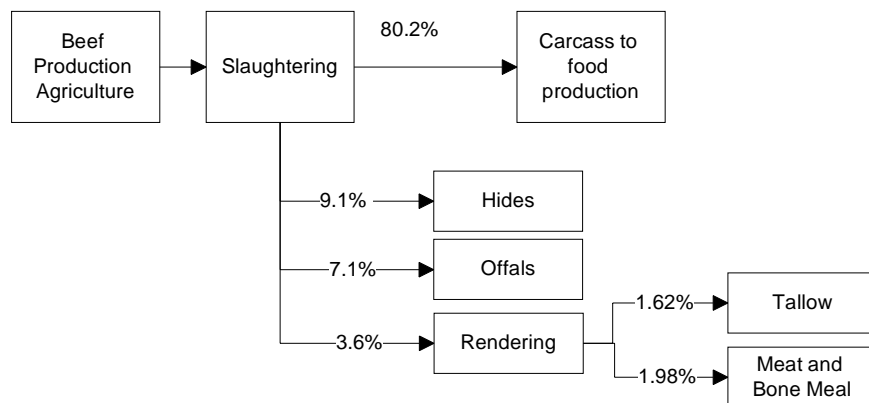 Beef
Production
Agriculture
Slaughtering
80.2%
Carcass to
food
production
9.1%
Hides
7.1%
Offals
3.6%
Rendering
1.62%
Tallow
1.98%
Meat and
Bone Meal